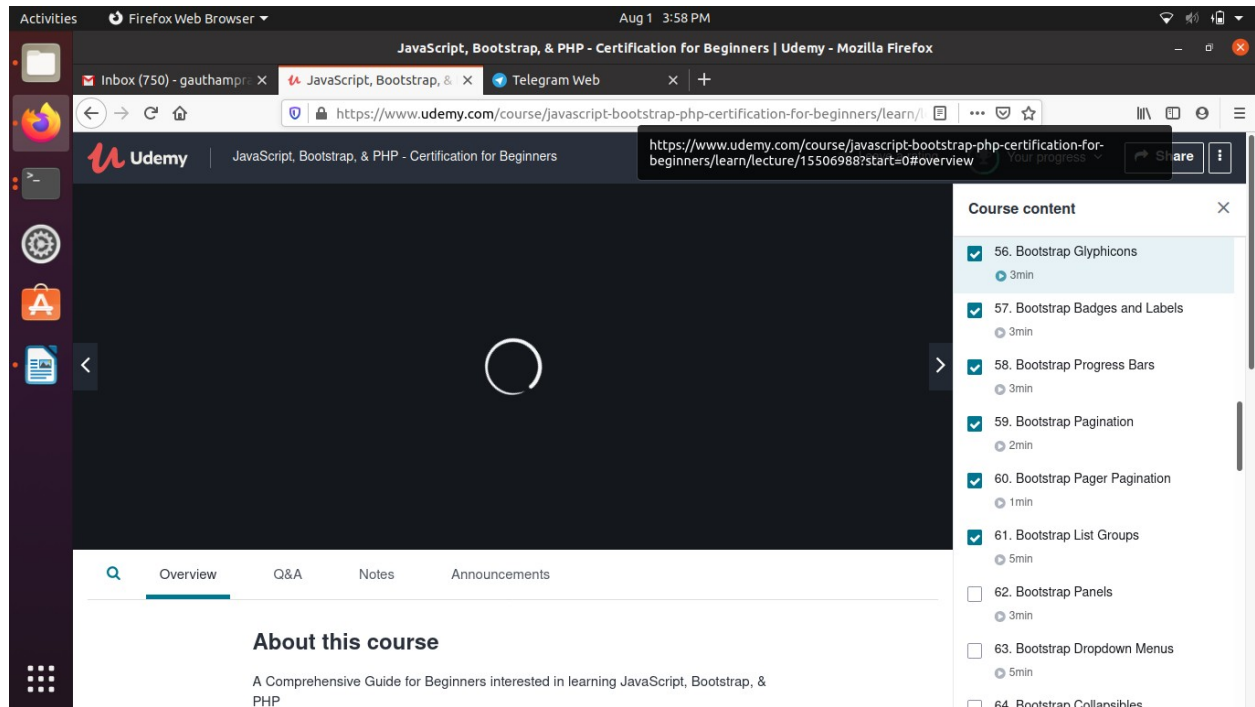 Activities
Firefox Web Browser
Aug 1 3:58 PM
JavaScript, Bootstrap, & PHP - Certification for Beginners | Udemy - Mozilla Firefox
Inbox (750) - gauthampra
JavaScript, Bootstrap, &
Telegram Web
https://www.udemy.com/course/javascript-bootstrap-php-certification-for-beginners/learn/
https://www.udemy.com/course/javascript-bootstrap-php-certification-for-
beginners/learn/lecture/15506988?start=0#overview
Udemy
JavaScript, Bootstrap, & PHP - Certification for Beginners
Your progress
Share
Course content
56. Bootstrap Glyphicons
3min
57. Bootstrap Badges and Labels
3min
58. Bootstrap Progress Bars
3min
59. Bootstrap Pagination
2min
60. Bootstrap Pager Pagination
1min
61. Bootstrap List Groups
5min
62. Bootstrap Panels
3min
63. Bootstrap Dropdown Menus
5min
64. Bootstrap Collapsibles
Overview Q&A Notes Announcements
About this course
A Comprehensive Guide for Beginners interested in learning JavaScript, Bootstrap, &
PHP